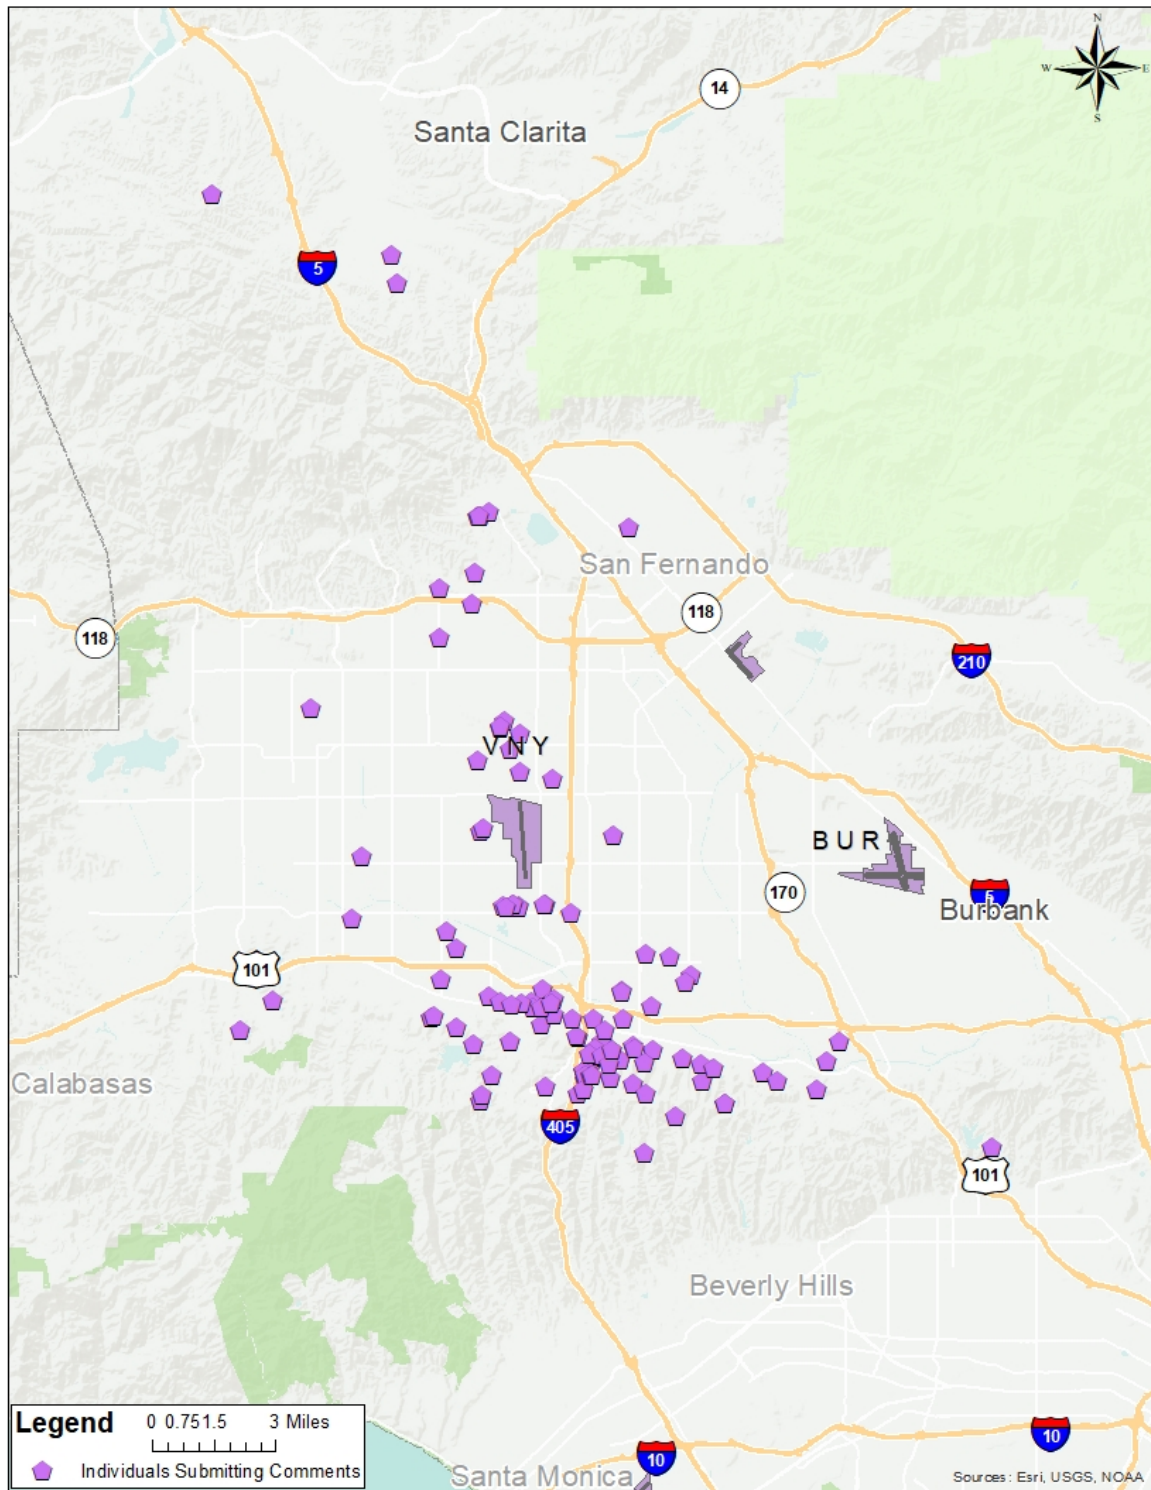 N
W E
S
14
Santa Clarita
5
San Fernando
118
118
210
VNY
BUR
170
5
Burbank
101
Calabasas
405
101
Beverly Hills
Legend
0 0.75 1.5 3 Miles
Individuals Submitting Comments
10
10
Santa Monica
Sources: Esri, USGS, NOAA